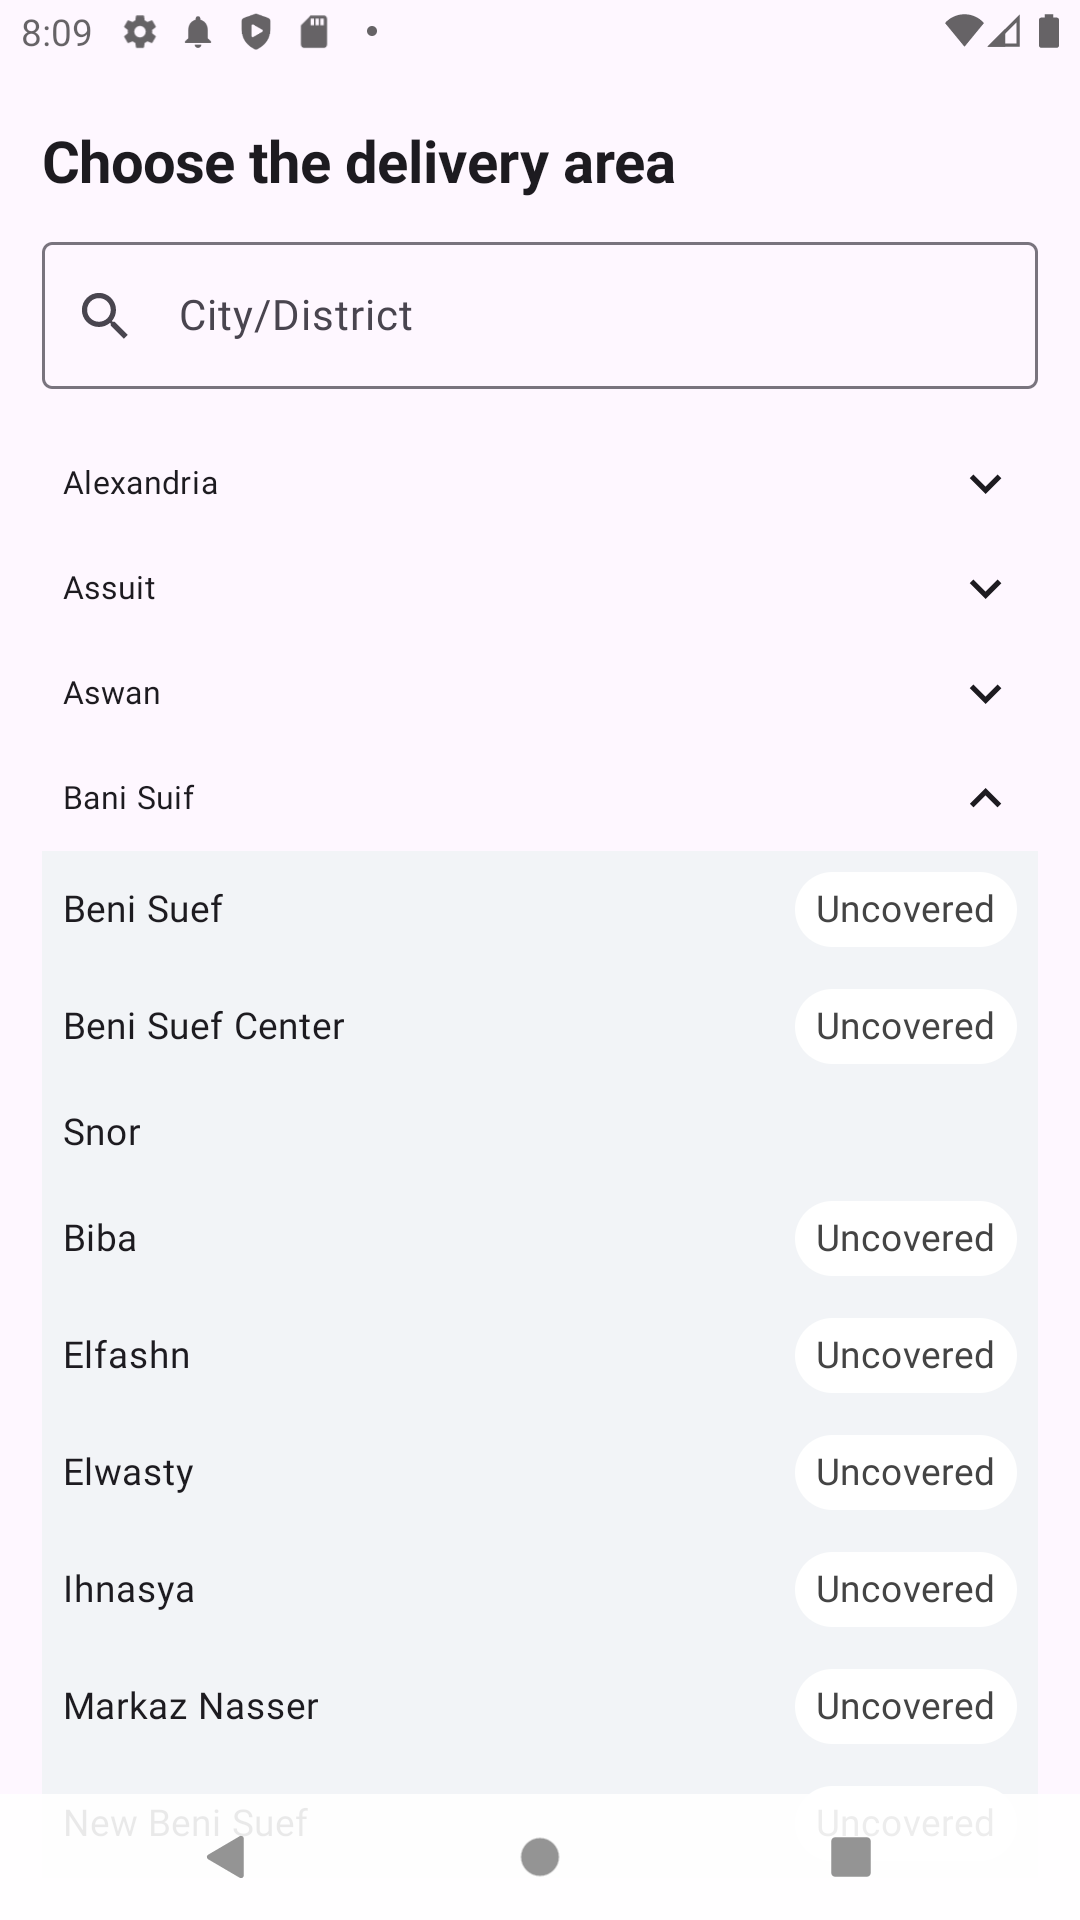 8:09
Choose the delivery area
City/District
Alexandria
Assuit
Aswan
Bani Suif
Beni Suef Uncovered
Beni Suef Center Uncovered
Snor
Biba Uncovered
Elfashn Uncovered
Elwasty Uncovered
Ihnasya Uncovered
Markaz Nasser Uncovered
New Beni Suef Uncovered